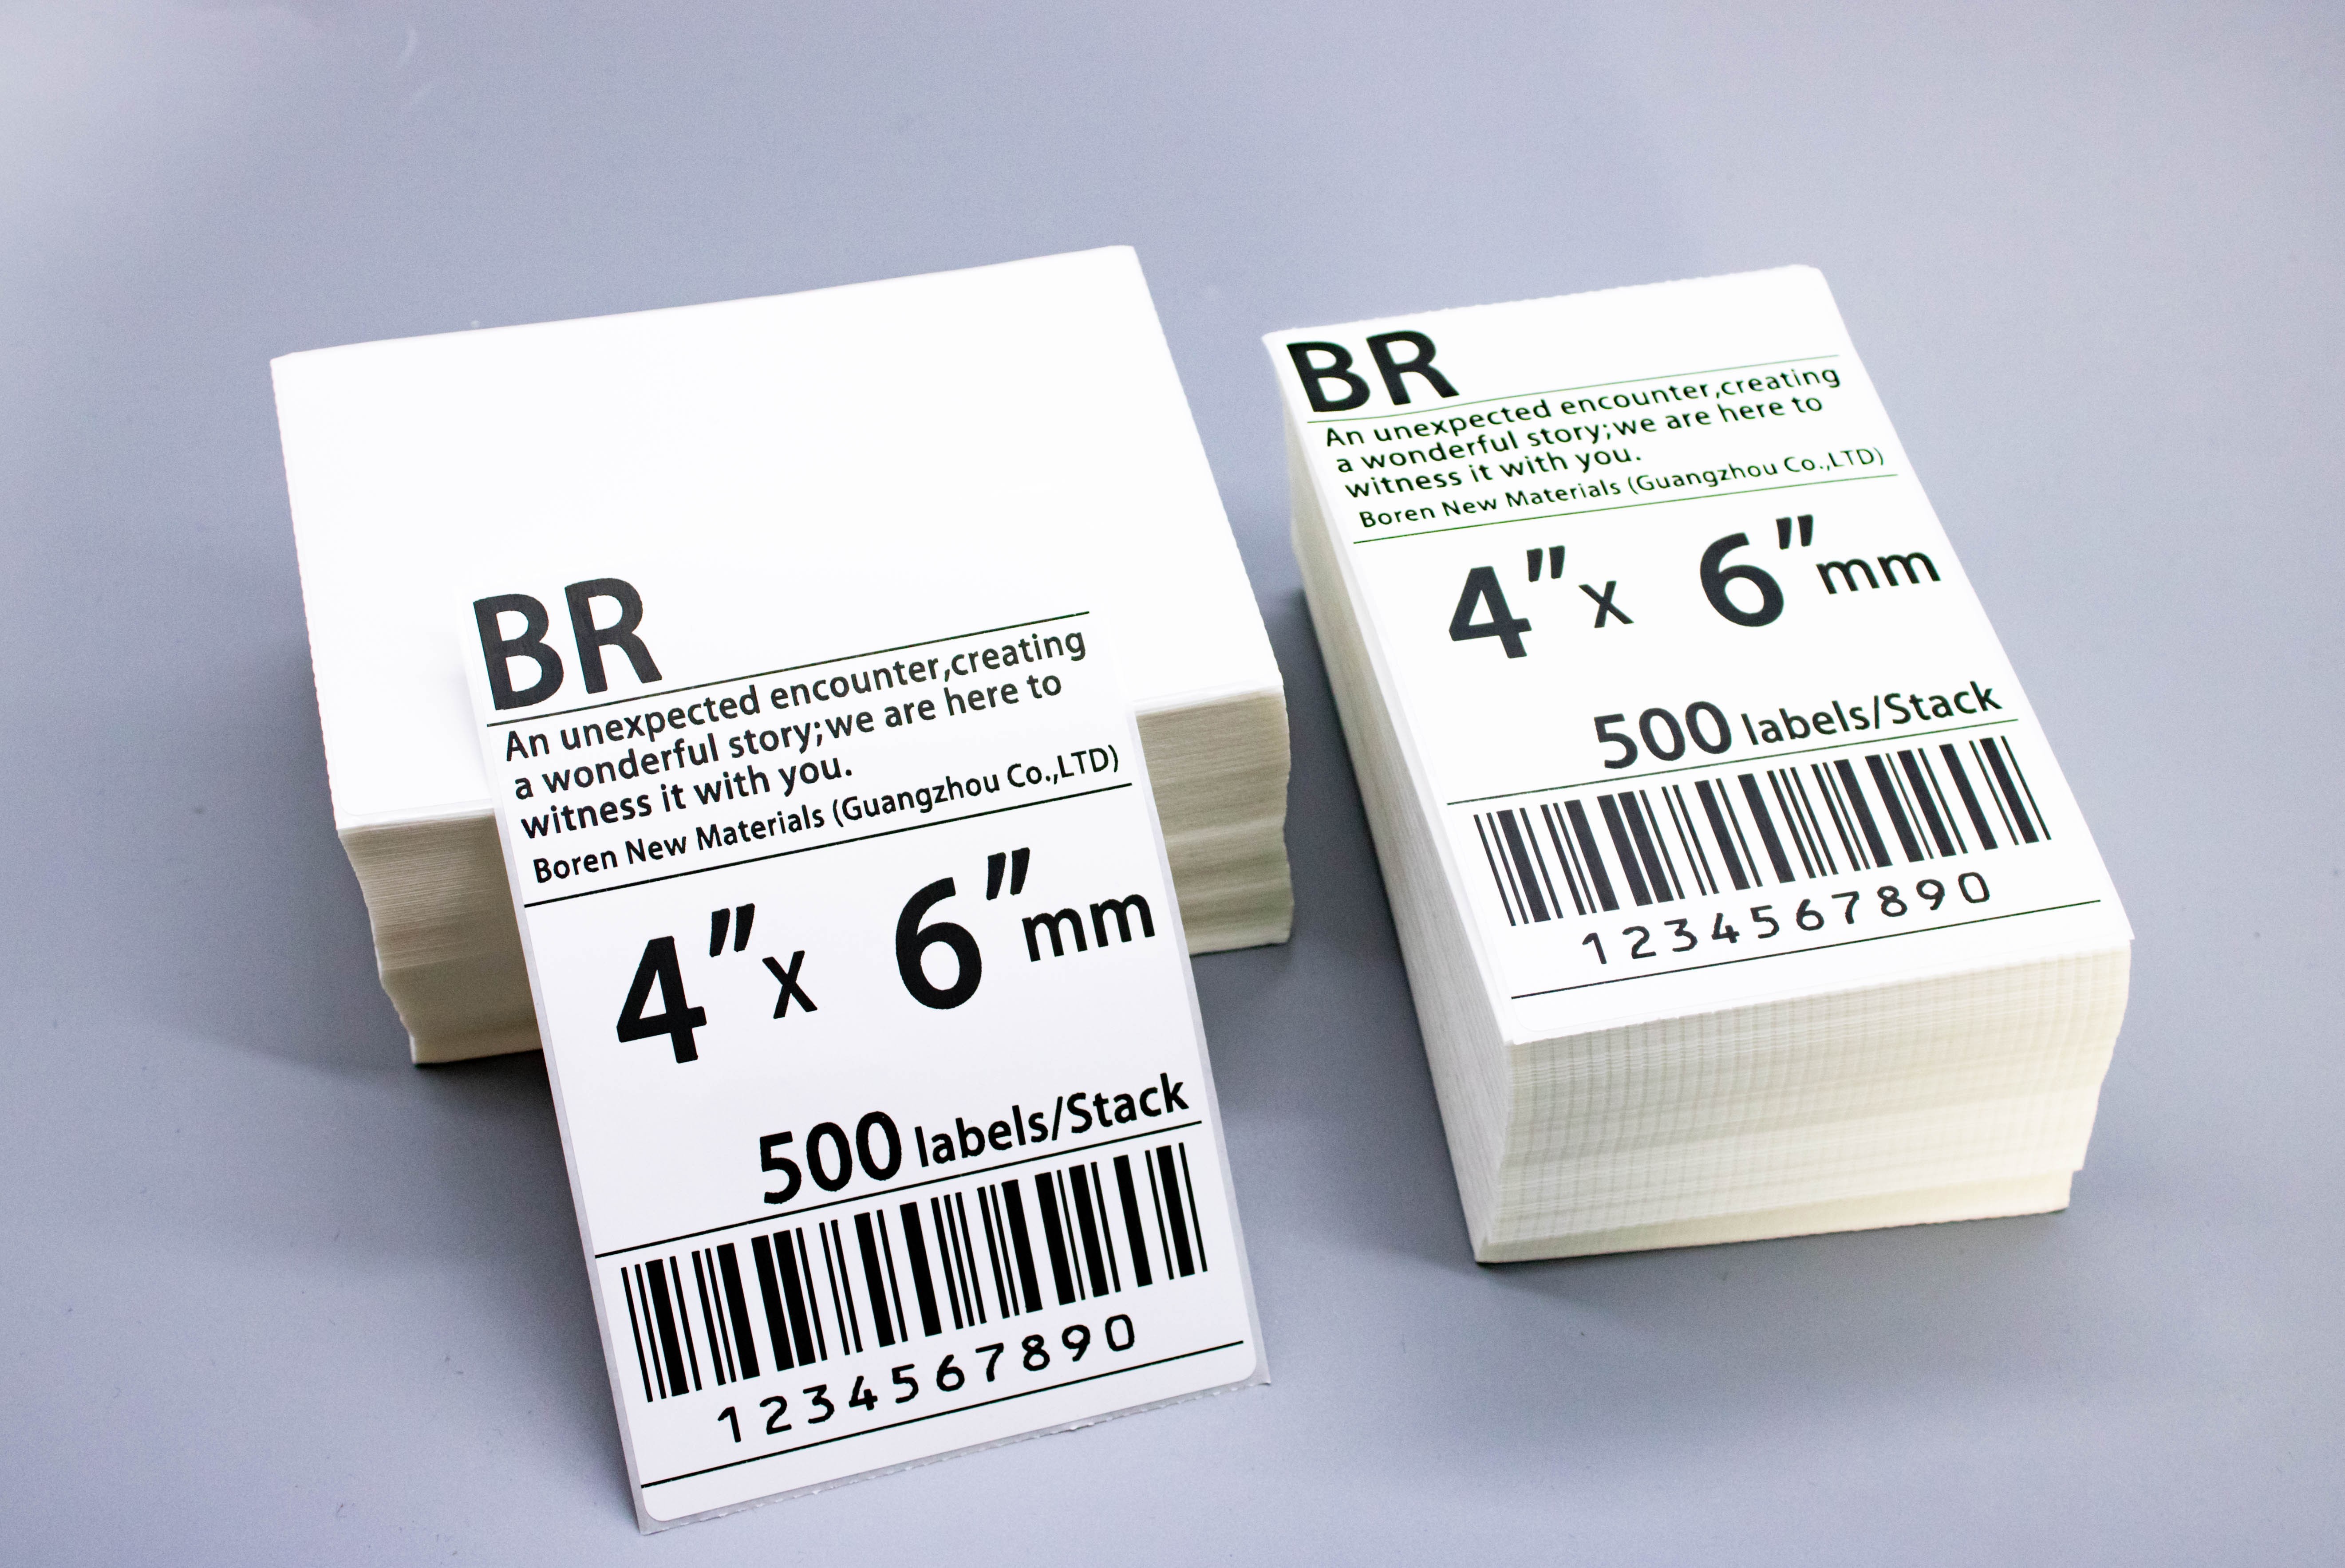 BR
An unexpected encounter,creating
a wonderful story;we are here to
witness it with you.
Boren New Materials (Guangzhou Co.,LTD)
4”x 6”mm
500 labels/Stack
1234567890
BR
An unexpected encounter,creating
a wonderful story;we are here to
witness it with you.
Boren New Materials (Guangzhou Co.,LTD)
4”x 6”mm
500 labels/Stack
1234567890